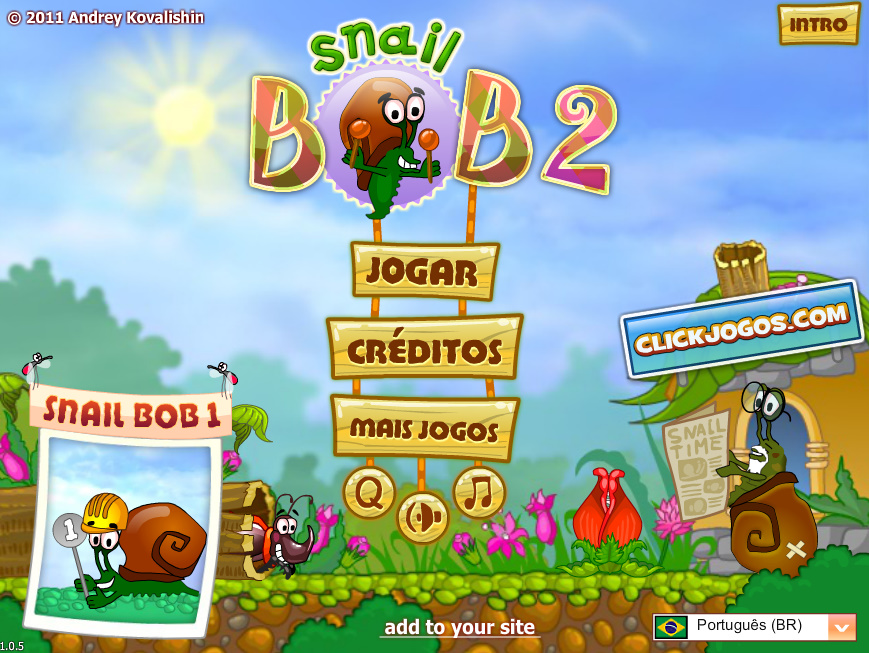 © 2011 Andrey Kovalishin
INTRO
snail
BOB 2
JOGAR
CLICKJOGOS.COM
CRÉDITOS
SNAIL BOB 1
MAIS JOGOS
SNAIL
TIME
Q
1
add to your site
Português (BR)
1.0.5